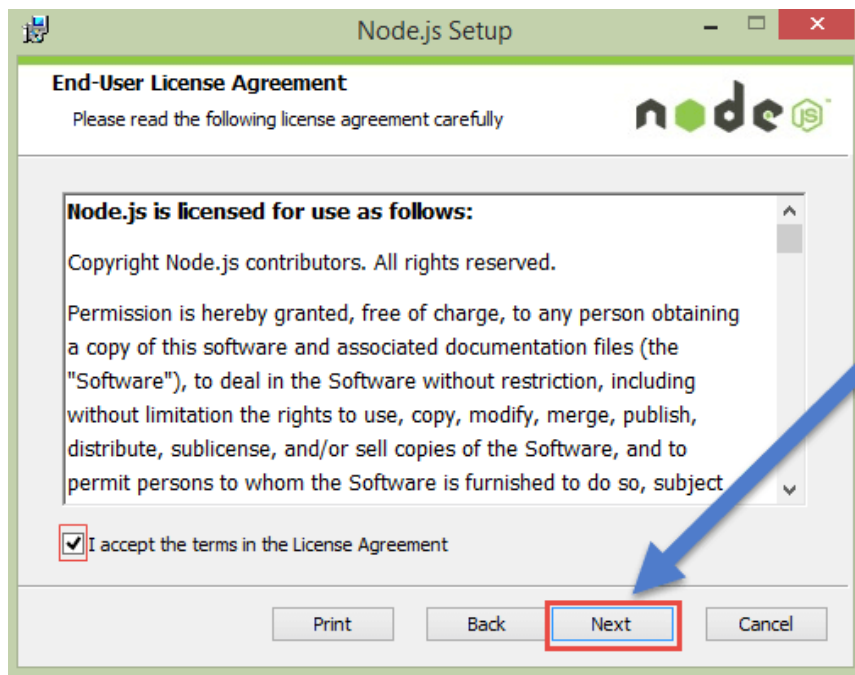 Node.js Setup
End-User License Agreement
Please read the following license agreement carefully
node JS
Node.js is licensed for use as follows:
Copyright Node.js contributors. All rights reserved.
Permission is hereby granted, free of charge, to any person obtaining
a copy of this software and associated documentation files (the
"Software"), to deal in the Software without restriction, including
without limitation the rights to use, copy, modify, merge, publish,
distribute, sublicense, and/or sell copies of the Software, and to
permit persons to whom the Software is furnished to do so, subject
I accept the terms in the License Agreement
Print Back Next Cancel